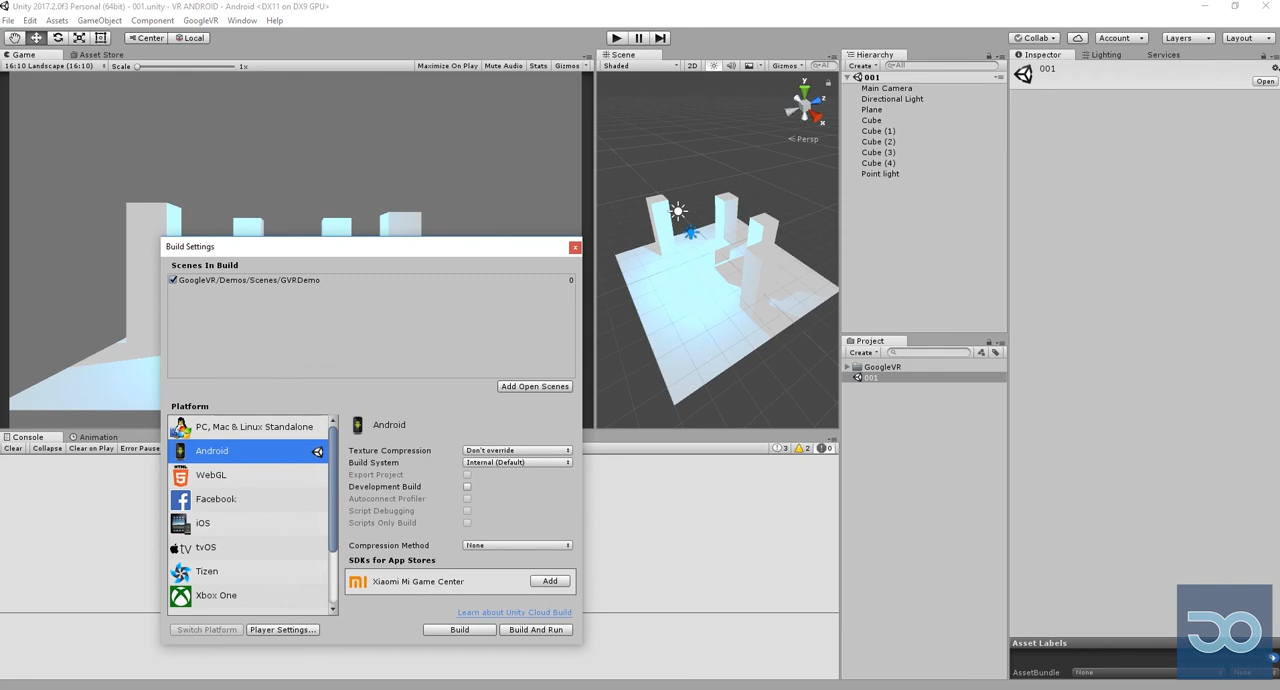 Unity 2017.2.0f3 Personal (64bit) - 001.unity - VR ANDROID - Android <DX11 on DX9 GPU>
File Edit Assets GameObject Component GoogleVR Window Help
Center Local Collab Account Layers Layout
Game Asset Store
16:10 Landscape (16:10) Scale 1x Maximize On Play Mute Audio Stats Gizmos
Scene
Shaded 2D Gizmos
y
z
x
Persp
Hierarchy
Create All
001
Main Camera
Directional Light
Plane
Cube
Cube (1)
Cube (2)
Cube (3)
Cube (4)
Point light
Project
Create
GoogleVR
001
Inspector Lighting Services
001
Open
Console Animation
Clear Collapse Clear on Play Error Pause
3 2 0
Build Settings
x
Scenes In Build
GoogleVR/Demos/Scenes/GVRDemo 0
Add Open Scenes
Platform
PC, Mac & Linux Standalone
Android
HTML
5
WebGL
Facebook
iOS
tv tvOS
Tizen
Xbox One
Android
Texture Compression Don't override
Build System Internal (Default)
Export Project
Development Build
Autoconnect Profiler
Script Debugging
Scripts Only Build
Compression Method None
SDKs for App Stores
Xiaomi Mi Game Center Add
Learn about Unity Cloud Build
Switch Platform Player Settings... Build Build And Run
Asset Labels
AssetBundle None None